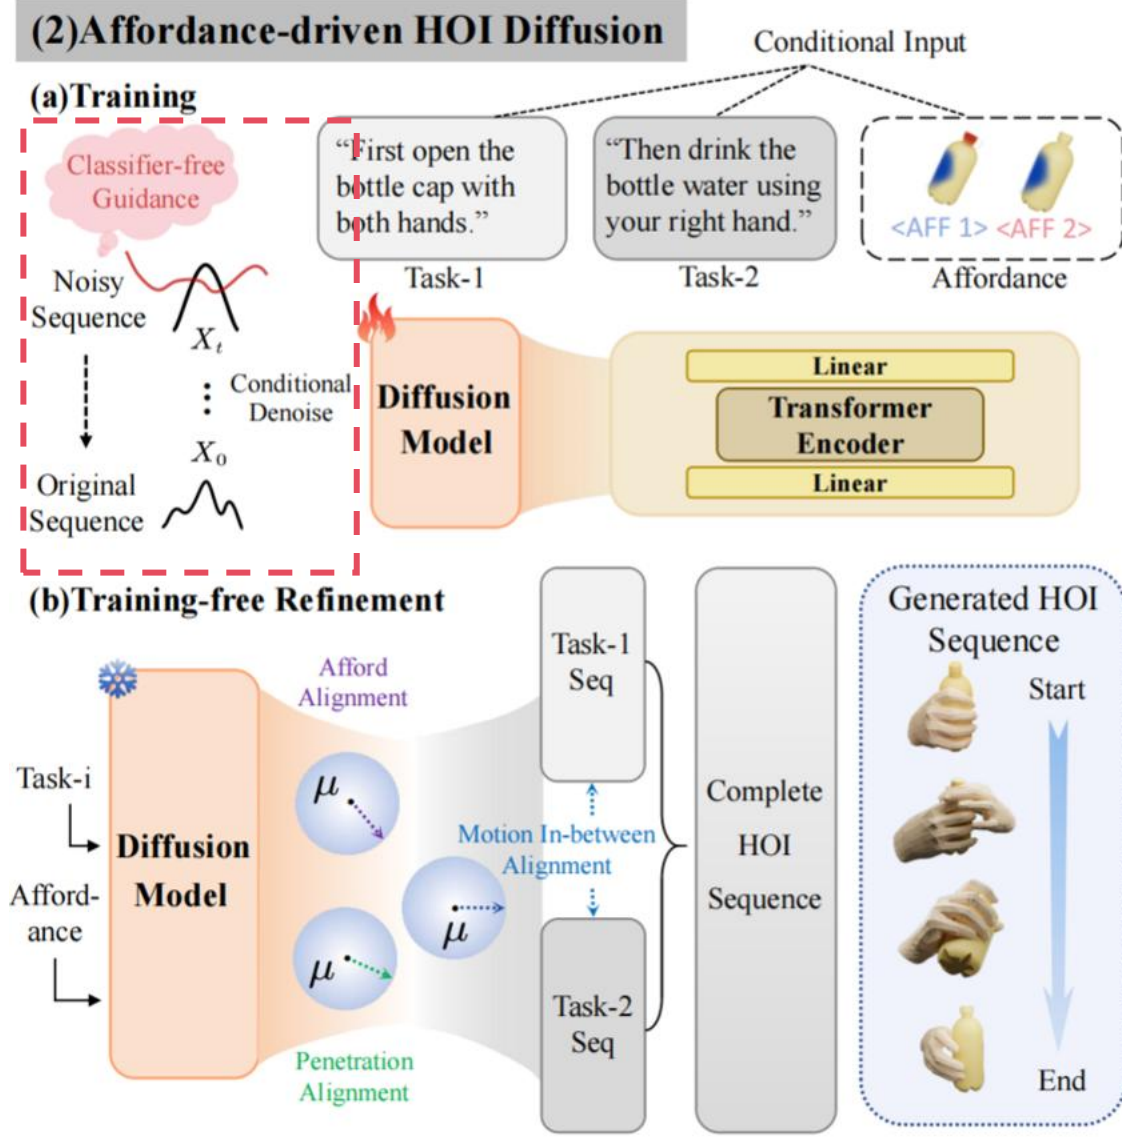 (2)Affordance-driven HOI Diffusion
Conditional Input
(a)Training
Classifier-free
Guidance
“First open the
bottle cap with
both hands.”
Task-1
“Then drink the
bottle water using
your right hand.”
Task-2
<AFF 1> <AFF 2>
Affordance
Noisy
Sequence
Xₜ
Conditional
Denoise
X₀
Original
Sequence
Diffusion
Model
Linear
Transformer
Encoder
Linear
(b)Training-free Refinement
Task-i
Afford-
ance
Diffusion
Model
Afford
Alignment
μ
μ
μ
Penetration
Alignment
Motion In-between
Alignment
Task-1
Seq
Task-2
Seq
Complete
HOI
Sequence
Generated HOI
Sequence
Start
End